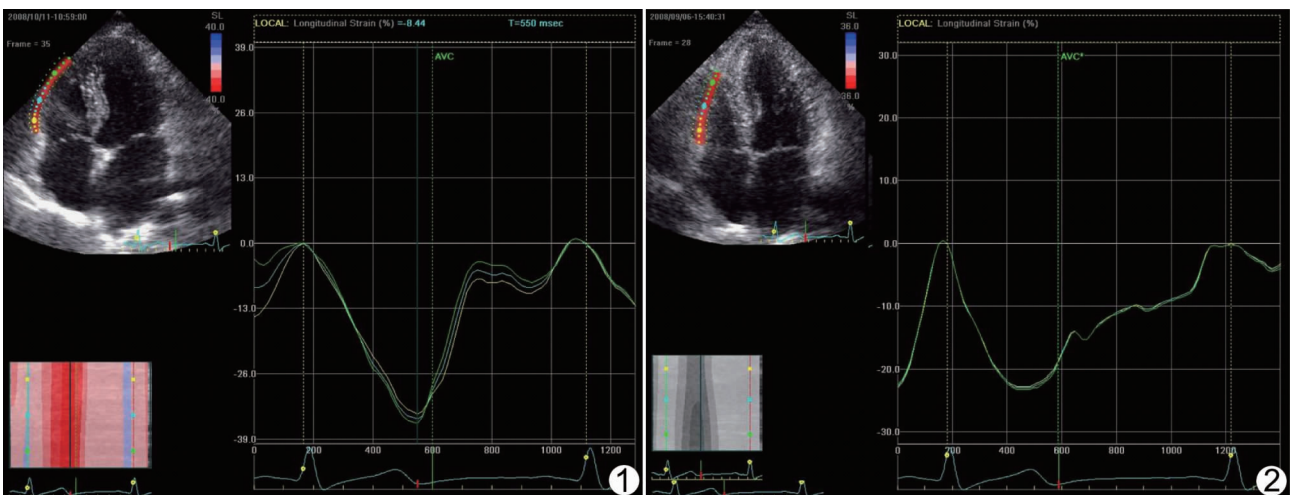 2008/10/11-10:59:00
Frame = 35
SL
40.0
40.0
%
LOCAL: Longitudinal Strain (%) =-8.44 T=550 msec
AVC
39.0
26.0
13.0
0.0
-13.0
-26.0
-39.0
0 200 400 600 800 1000 1200
1
2008/09/06-15:40:31
Frame = 28
SL
36.0
36.0
LOCAL: Longitudinal Strain (%)
AVC*
30.0
20.0
10.0
0.0
-10.0
-20.0
-30.0
0 200 400 600 800 1000 1200
2